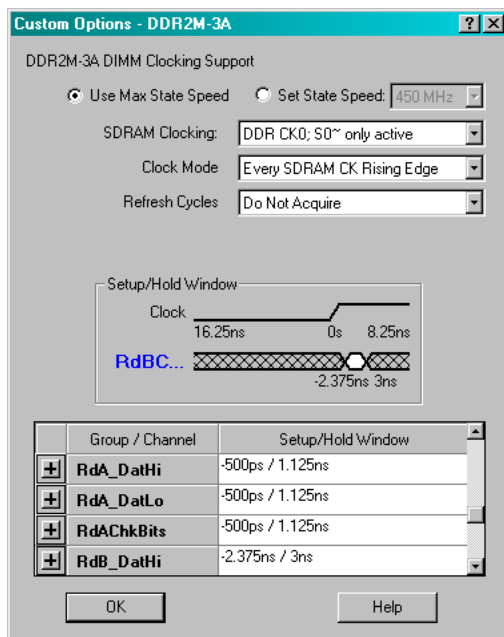 Custom Options - DDR2M-3A
DDR2M-3A DIMM Clocking Support
Use Max State Speed Set State Speed: 450 MHz
SDRAM Clocking: DDR CK0; S0~ only active
Clock Mode Every SDRAM CK Rising Edge
Refresh Cycles Do Not Acquire
Setup/Hold Window
Clock
16.25ns 0s 8.25ns
RdBC...
-2.375ns 3ns
Group / Channel Setup/Hold Window
RdA_DatHi -500ps / 1.125ns
RdA_DatLo -500ps / 1.125ns
RdAChkBits -500ps / 1.125ns
RdB_DatHi -2.375ns / 3ns
OK Help